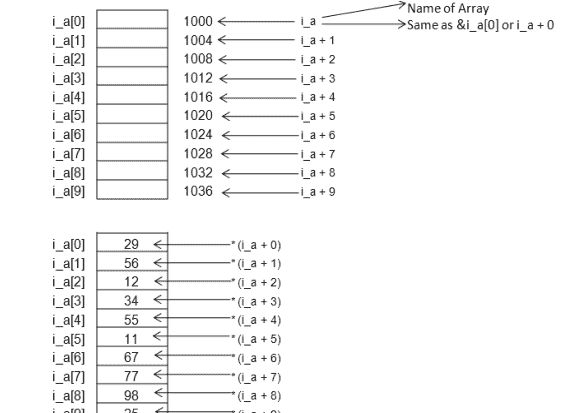 Name of Array
i_a[0] 1000 i_a Same as &i_a[0] or i_a + 0
i_a[1] 1004 i_a + 1
i_a[2] 1008 i_a + 2
i_a[3] 1012 i_a + 3
i_a[4] 1016 i_a + 4
i_a[5] 1020 i_a + 5
i_a[6] 1024 i_a + 6
i_a[7] 1028 i_a + 7
i_a[8] 1032 i_a + 8
i_a[9] 1036 i_a + 9
i_a[0] 29 * (i_a + 0)
i_a[1] 56 * (i_a + 1)
i_a[2] 12 * (i_a + 2)
i_a[3] 34 * (i_a + 3)
i_a[4] 55 * (i_a + 4)
i_a[5] 11 * (i_a + 5)
i_a[6] 67 * (i_a + 6)
i_a[7] 77 * (i_a + 7)
i_a[8] 98 * (i_a + 8)